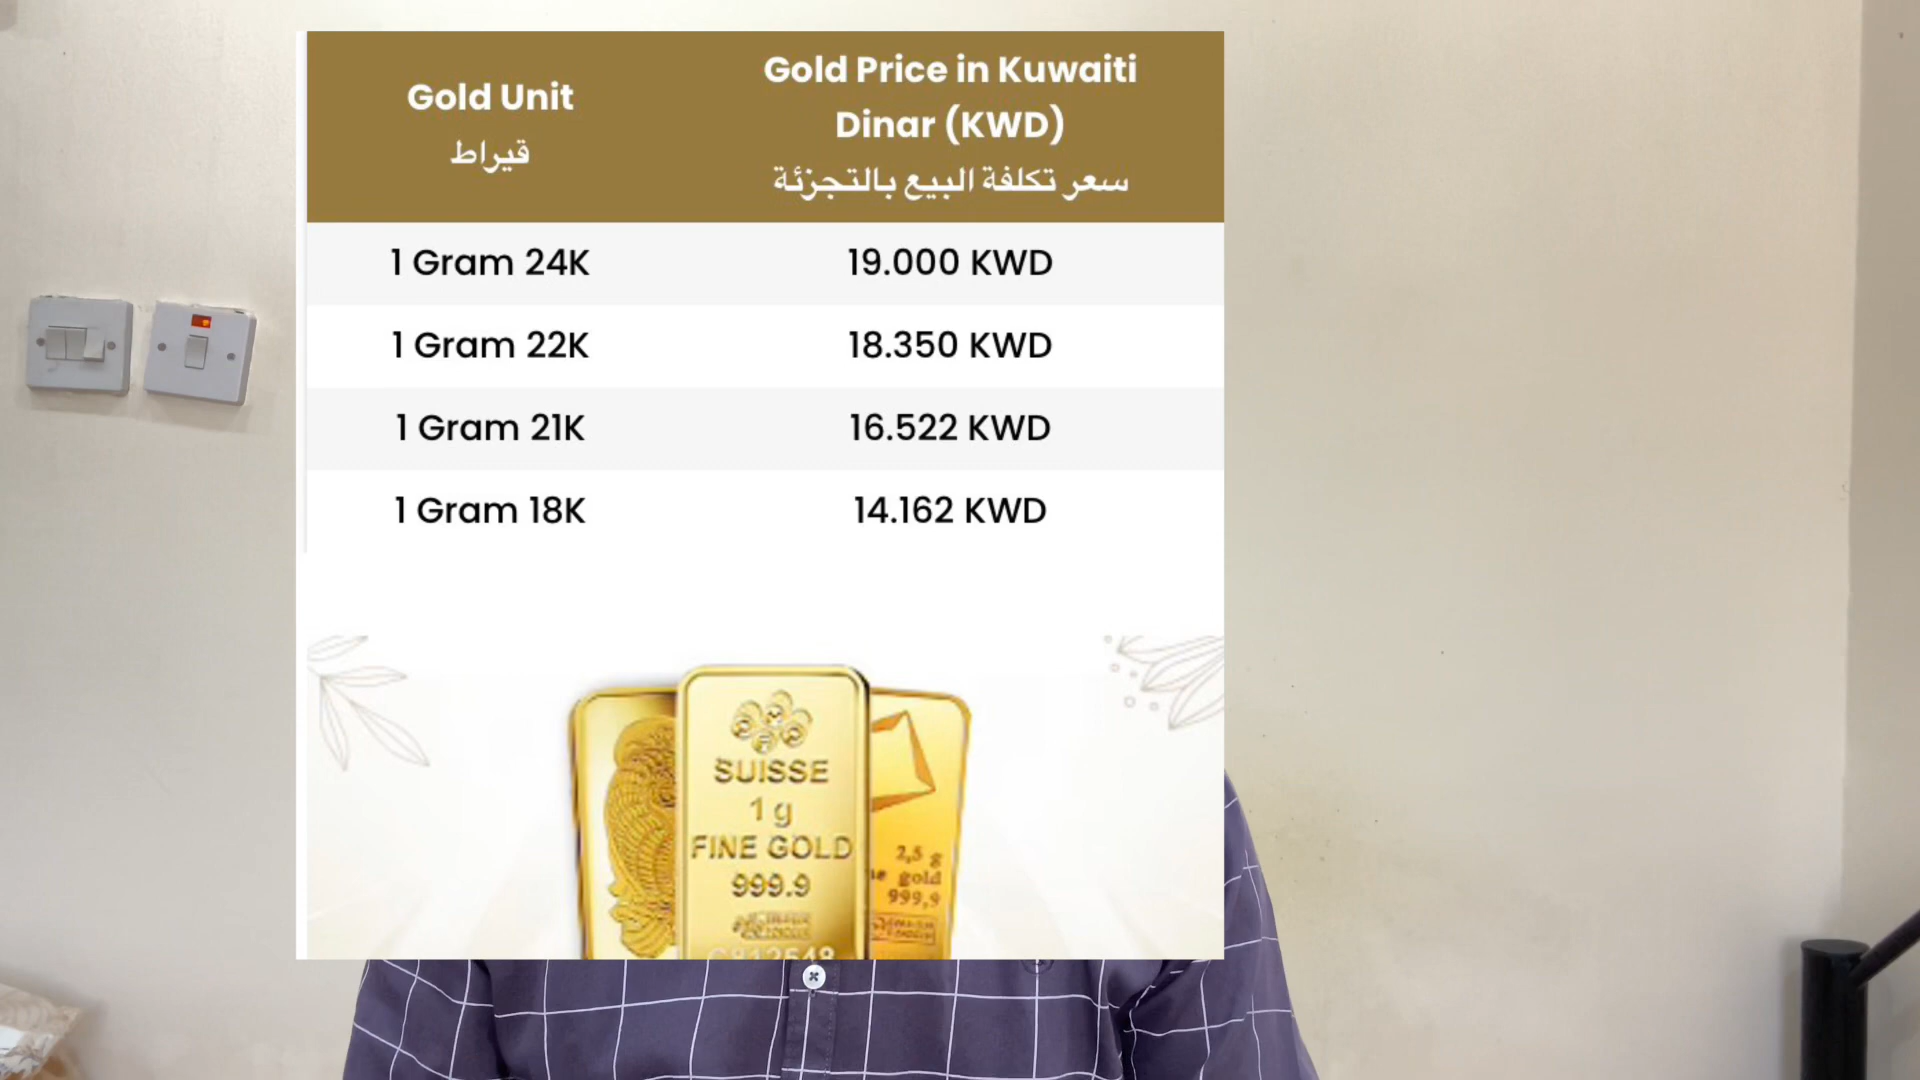 Gold Unit
قيراط
Gold Price in Kuwaiti
Dinar (KWD)
سعر تكلفة البيع بالتجزئة
1 Gram 24K
19.000 KWD
1 Gram 22K
18.350 KWD
1 Gram 21K
16.522 KWD
1 Gram 18K
14.162 KWD
SUISSE
1 g
FINE GOLD
999.9
2,5 g
gold
999,9